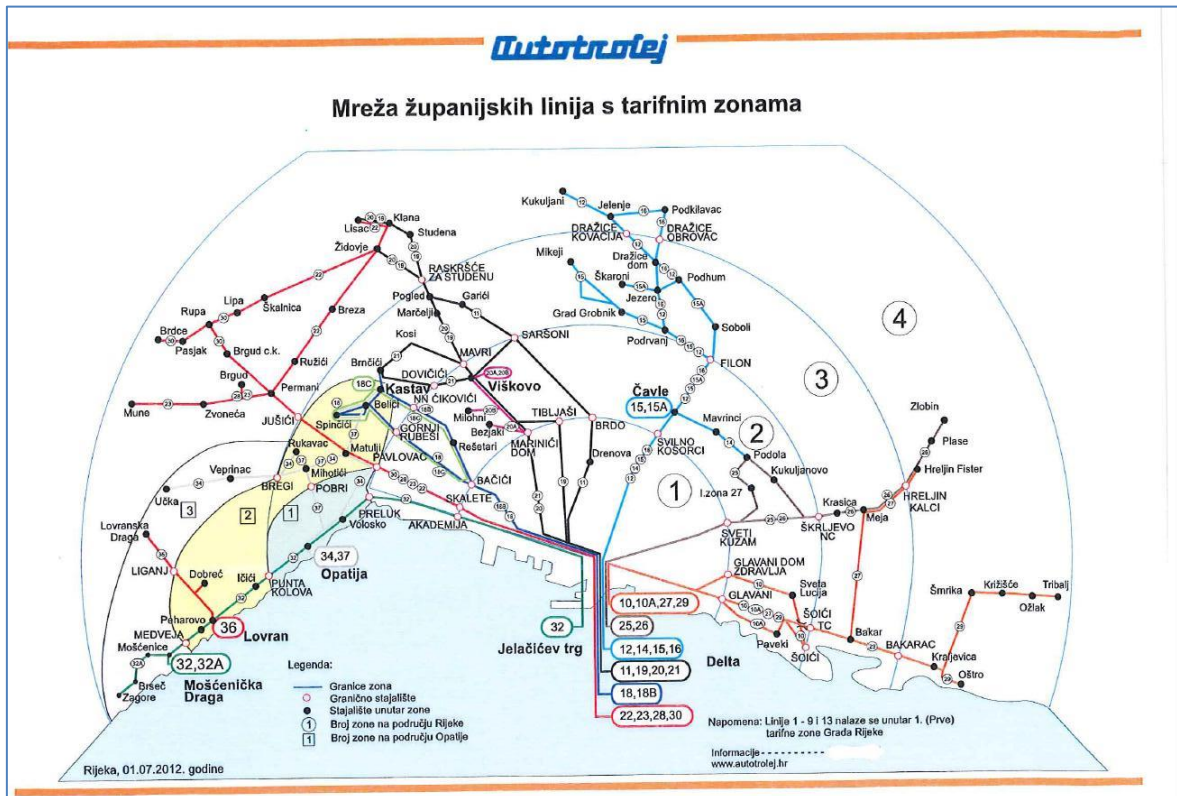 Autotrolej
Mreža županijskih linija s tarifnim zonama
Kukuljani
Jelenje
Podkilavac
DRAŽICE
KOVACIJA
DRAŽICE
OBROVAC
Mikeji
Dražice
dom
Škaroni
Podhum
Jezero
Grad Grobnik
Podrvanj
Soboli
FILON
Lisac
Klana
Studena
Židovje
RASKRŠĆE
ZA STUDENU
Pogled
Garići
Marčelji
Kosi
SARŠONI
MAVRI
Škalnica
Lipa
Rupa
Breza
Brdce
Pasjak
Brgud c.k.
Ružići
Brgud
Permani
Mune
Zvoneća
JUŠIĆI
Brnčići
DOVIČIĆI
18C
Kastav
NN ĆIKOVIĆI
20A,20B
Viškovo
Belići
Spinčići
Milohni
Bezjaki
GORNJI
RUBEŠI
MARINIĆI
DOM
TIBLJAŠI
BRDO
Rešetari
Drenova
Čavle
15,15A
Mavrinci
SVILNO
KOSORCI
Podola
Kukuljanovo
I.zona 27
Zlobin
Plase
Hreljin Fister
HRELJIN
KALCI
Krasica
Meja
ŠKRLJEVO
NC
SVETI
KUZAM
Rukavac
Matulji
Veprinac
Mihotići
PAVLOVAC
Učka
BREGI
POBRI
BAČIĆI
SKALETE
AKADEMIJA
PRELUK
Volosko
34,37
Opatija
Lovranska
Draga
LIGANJ
Dobreć
Ičići
PUNTA
KOLOVA
Peharovo
MEDVEJA
36
Lovran
Mošćenice
32,32A
Mošćenička
Draga
Brseč
Zagore
GLAVANI DOM
ZDRAVLJA
GLAVANI
Sveta
Lucija
ŠOIĆI
TC
Paveki
ŠOIĆI
Bakar
BAKARAC
Šmrika
Križišće
Tribalj
Ožlak
Kraljevica
Oštro
1
2
3
4
1
2
3
32
Jelačićev trg
10,10A,27,29
25,26
12,14,15,16
11,19,20,21
18,18B
22,23,28,30
Delta
Legenda:
Granice zona
Granično stajalište
Stajalište unutar zone
1 Broj zone na području Rijeke
1 Broj zone na području Opatije
Napomena: Linije 1 - 9 i 13 nalaze se unutar 1. (Prve)
tarifne zone Grada Rijeke
Informacije - - - - - - - - -
www.autotrolej.hr
Rijeka, 01.07.2012. godine